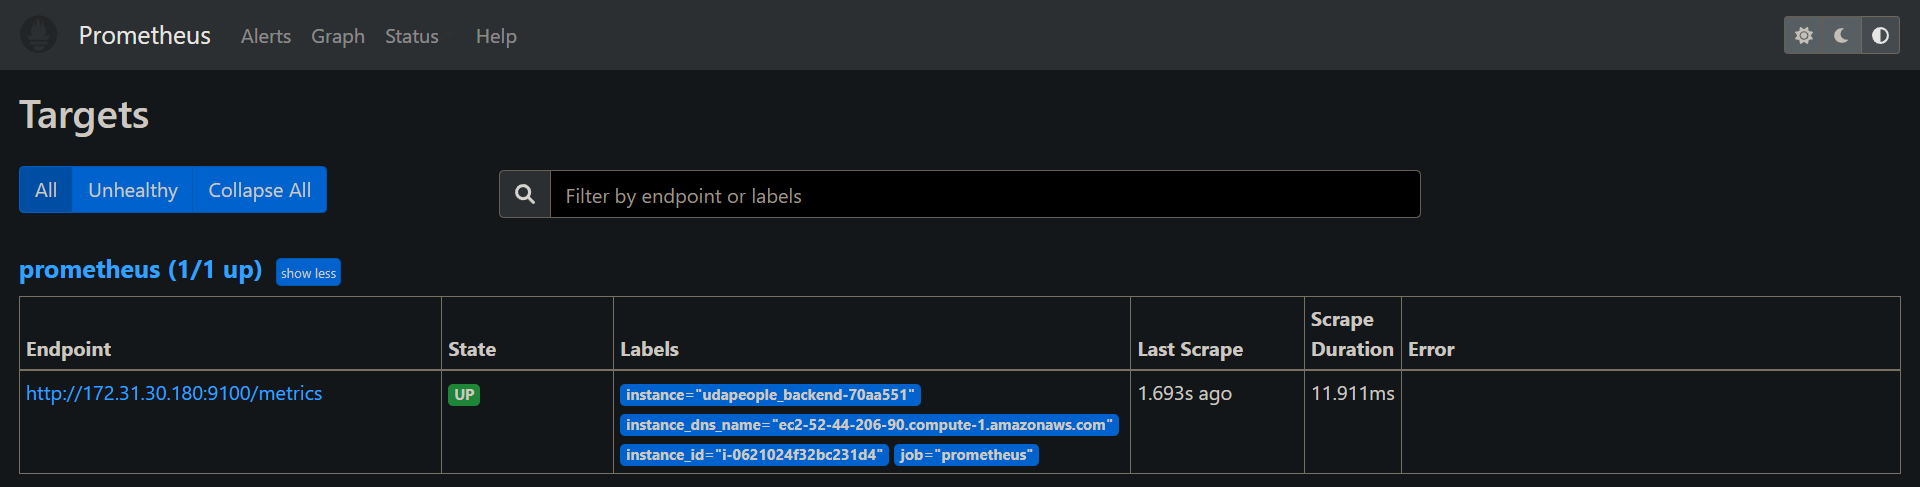 Prometheus Alerts Graph Status Help
Targets
All Unhealthy Collapse All
Filter by endpoint or labels
prometheus (1/1 up) show less
Endpoint State Labels Last Scrape Scrape Duration Error
http://172.31.30.180:9100/metrics UP instance="udapeople_backend-70aa551" 1.693s ago 11.911ms
instance_dns_name="ec2-52-44-206-90.compute-1.amazonaws.com"
instance_id="i-0621024f32bc231d4" job="prometheus"